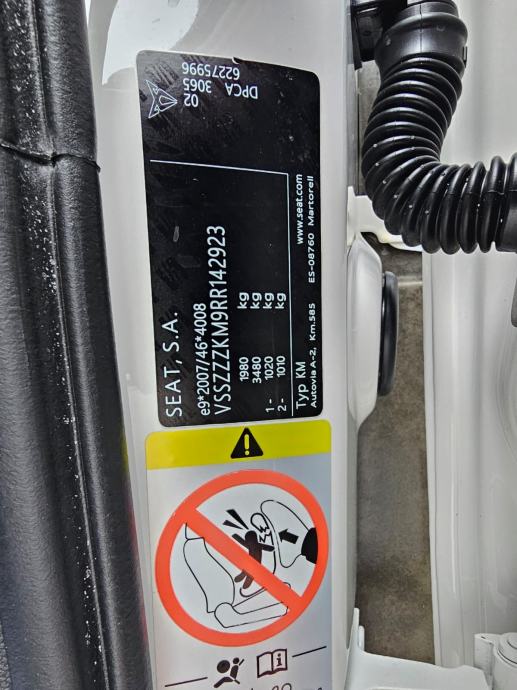 SEAT, S.A.
e9*2007/46*4008
VSSZZZKM9RR142923
1980 kg
3480 kg
1- 1020 kg
2- 1010 kg
Typ KM
Autovía A-2, Km.585 ES-08760 Martorell
www.seat.com
02
3065
DPCA
62275996